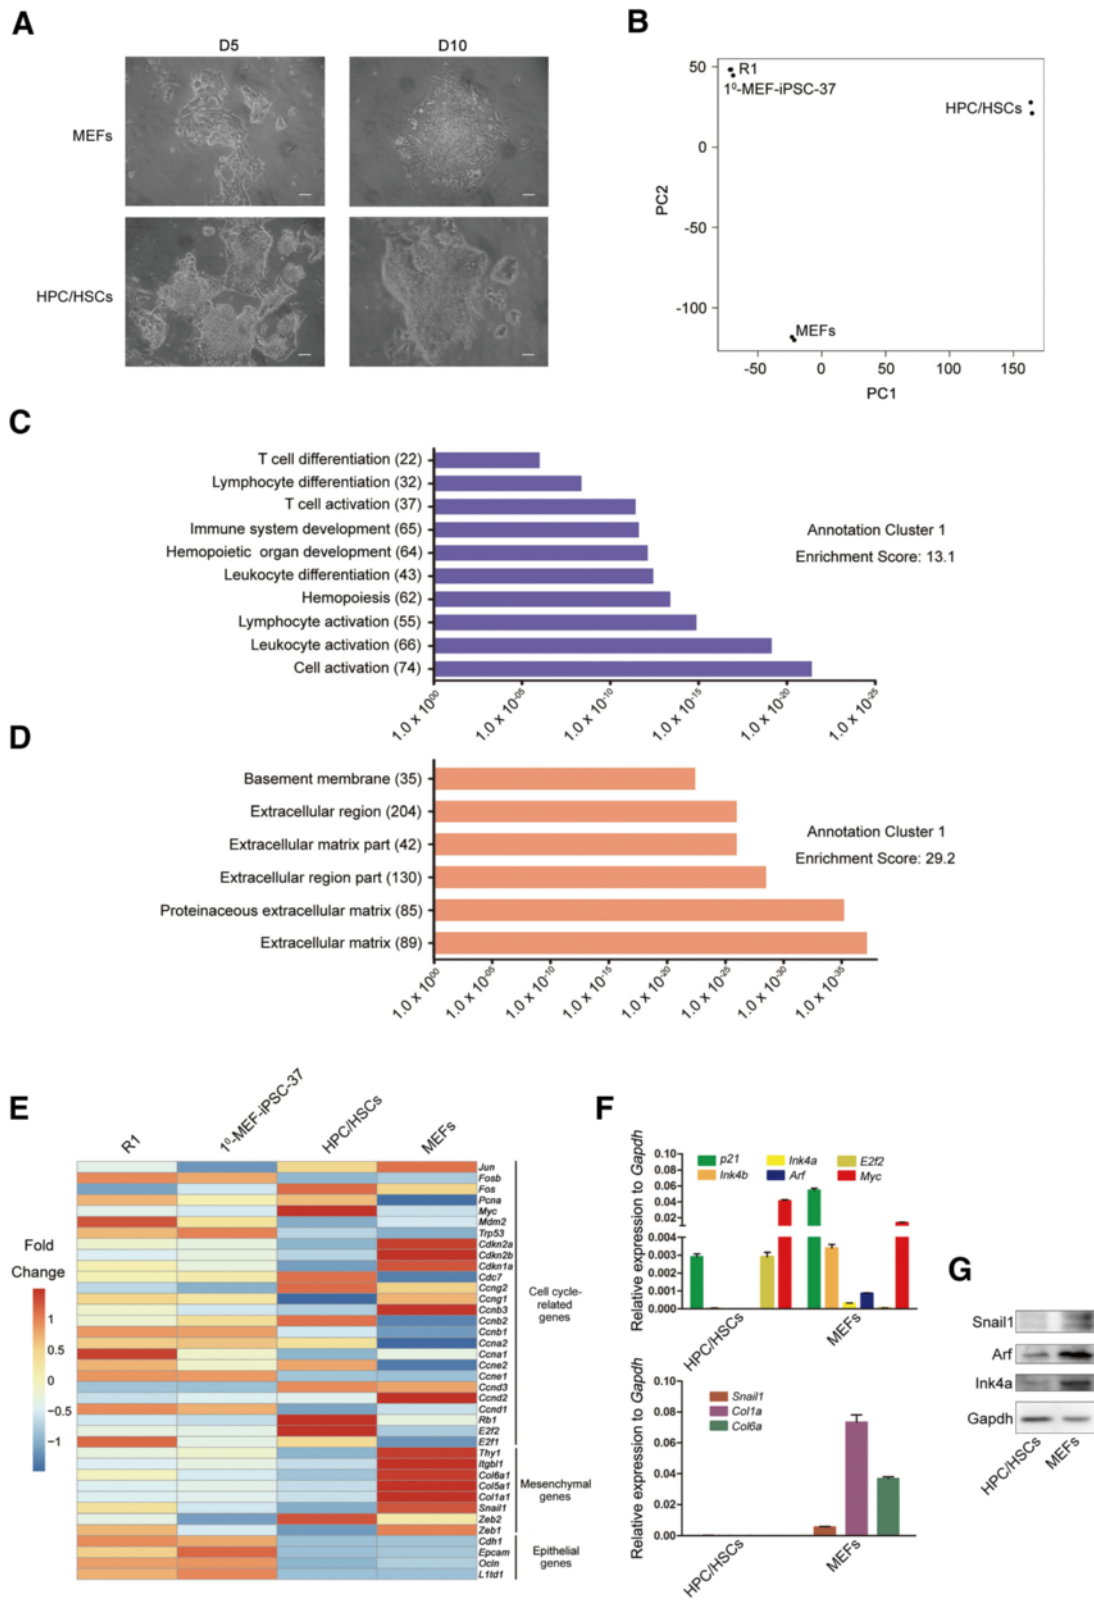 A
D5 D10
MEFs
HPC/HSCs
B
50
0
-50
-100
R1
1⁰-MEF-iPSC-37
HPC/HSCs
MEFs
PC2
-50 0 50 100 150
PC1
C
T cell differentiation (22)
Lymphocyte differentiation (32)
T cell activation (37)
Immune system development (65)
Hemopoietic organ development (64)
Leukocyte differentiation (43)
Hemopoiesis (62)
Lymphocyte activation (55)
Leukocyte activation (66)
Cell activation (74)
Annotation Cluster 1
Enrichment Score: 13.1
1.0 x 10⁰⁰ 1.0 x 10⁻⁰⁵ 1.0 x 10⁻¹⁰ 1.0 x 10⁻¹⁵ 1.0 x 10⁻²⁰ 1.0 x 10⁻²⁵
D
Basement membrane (35)
Extracellular region (204)
Extracellular matrix part (42)
Extracellular region part (130)
Proteinaceous extracellular matrix (85)
Extracellular matrix (89)
Annotation Cluster 1
Enrichment Score: 29.2
1.0 x 10⁰⁰ 1.0 x 10⁻⁰⁵ 1.0 x 10⁻¹⁰ 1.0 x 10⁻¹⁵ 1.0 x 10⁻²⁰ 1.0 x 10⁻²⁵ 1.0 x 10⁻³⁰ 1.0 x 10⁻³⁵
E
R1 1⁰-MEF-iPSC-37 HPC/HSCs MEFs
Fold
Change
1
0.5
0
−0.5
−1
Jun
Fosb
Fos
Pcna
Myc
Mdm2
Trp53
Cdkn2a
Cdkn2b
Cdkn1a
Cdc7
Ccng2
Ccng1
Ccnb3
Ccnb2
Ccnb1
Ccna2
Ccna1
Ccne2
Ccne1
Ccnd3
Ccnd2
Ccnd1
Rb1
E2f2
E2f1
Thy1
Itgbl1
Col6a1
Col5a1
Col1a1
Snail1
Zeb2
Zeb1
Cdh1
Epcam
Ocln
L1td1
Cell cycle-
related
genes
Mesenchymal
genes
Epithelial
genes
F
Relative expression to Gapdh
0.10
0.08
0.06
0.04
0.02
0.004
0.003
0.002
0.001
0.000
p21 Ink4a E2f2
Ink4b Arf Myc
HPC/HSCs MEFs
Relative expression to Gapdh
0.10
0.08
0.06
0.04
0.02
0.00
Snail1
Col1a
Col6a
HPC/HSCs MEFs
G
Snail1
Arf
Ink4a
Gapdh
HPC/HSCs MEFs